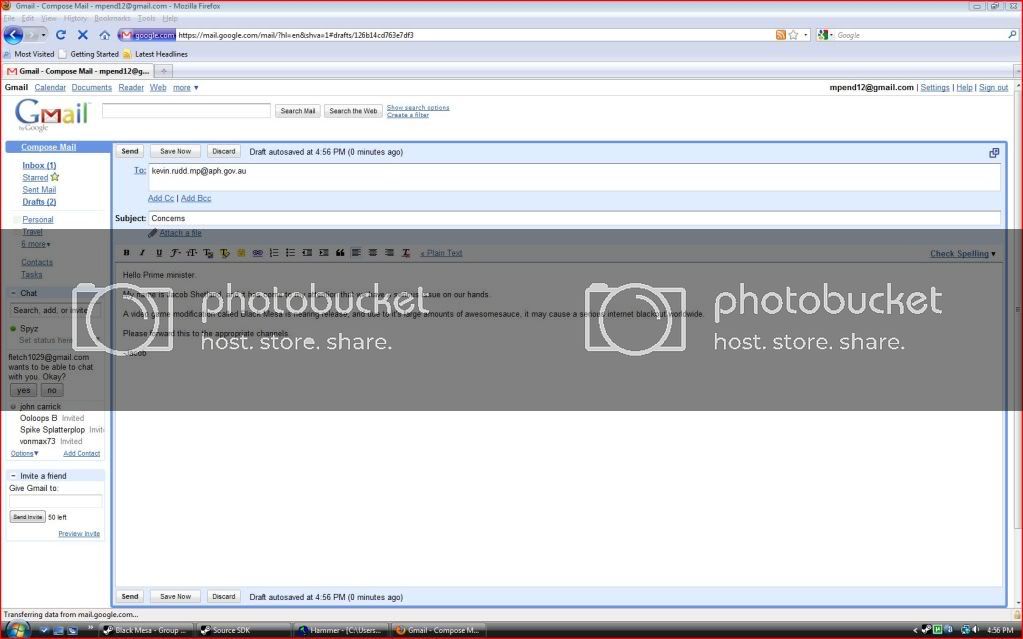 Gmail - Compose Mail - mpend12@gmail.com - Mozilla Firefox
File Edit View History Bookmarks Tools Help
google.com https://mail.google.com/mail/?hl=en&shva=1#drafts/126b14cd763e7df3
Google
Most Visited Getting Started Latest Headlines
Gmail - Compose Mail - mpend12@g...
Gmail Calendar Documents Reader Web more ▼
mpend12@gmail.com | Settings | Help | Sign out
Gmail
by Google
Search Mail Search the Web Show search options
Create a filter
Compose Mail
Inbox (1)
Starred
Sent Mail
Drafts (2)
Personal
Travel
6 more ▼
Contacts
Tasks
− Chat
Search, add, or invite
Spyz
Set status here
fletch1029@gmail.com
wants to be able to chat
with you. Okay?
yes no
john carrick
Ooloops B Invited
Spike Splatterplop Invit
vonmax73 Invited
Options ▼ Add Contact
− Invite a friend
Give Gmail to:
Send Invite 50 left
Preview Invite
Send Save Now Discard Draft autosaved at 4:56 PM (0 minutes ago)
To: kevin.rudd.mp@aph.gov.au
Add Cc | Add Bcc
Subject: Concerns
Attach a file
B I U « Plain Text Check Spelling ▼
Hello Prime minister.
My name is Jacob and it has come to my attention that we have a serious issue on our hands.
A video game modification called Black Mesa is nearing release, and due to it's large amounts of awesomesauce, it may cause a serious internet blackout worldwide.
Please forward this to the appropriate channels.
-Jacob
photobucket
host. store. share.
photobucket
host. store. share.
Send Save Now Discard Draft autosaved at 4:56 PM (0 minutes ago)
Transferring data from mail.google.com...
Black Mesa - Group ... Source SDK Hammer - [C:\Users... Gmail - Compose M... 4:56 PM